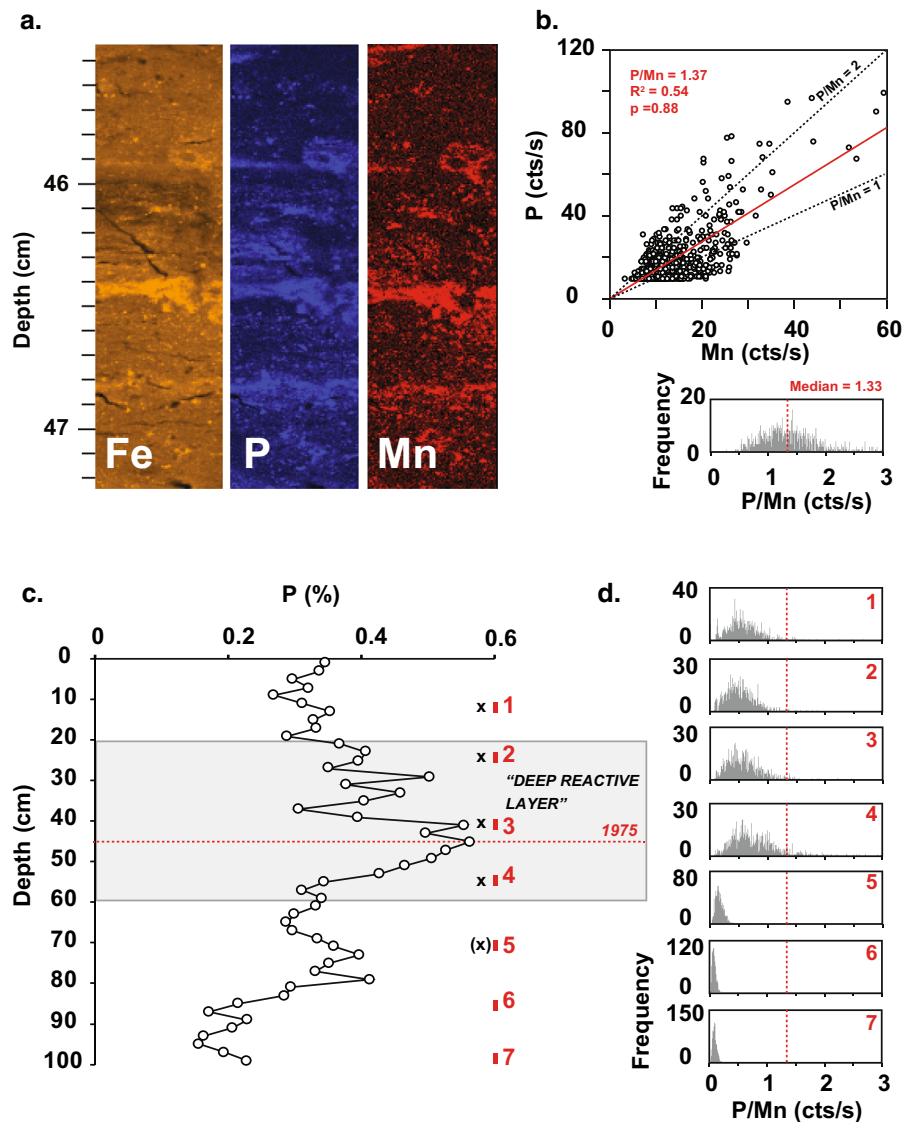 a.
46
47
Depth (cm)
Fe
P
Mn
b.
120
80
40
0
P (cts/s)
P/Mn = 1.37
R² = 0.54
p =0.88
P/Mn = 2
P/Mn = 1
0
20
40
60
Mn (cts/s)
Median = 1.33
20
0
Frequency
0
1
2
3
P/Mn (cts/s)
c.
P (%)
0
0.2
0.4
0.6
0
10
20
30
40
50
60
70
80
90
100
Depth (cm)
x 1
x 2
"DEEP REACTIVE
LAYER"
x 3
1975
x 4
(x) 5
6
7
d.
40
0
1
30
0
2
30
0
3
30
0
4
80
0
5
120
0
6
150
0
7
Frequency
0
1
2
3
P/Mn (cts/s)